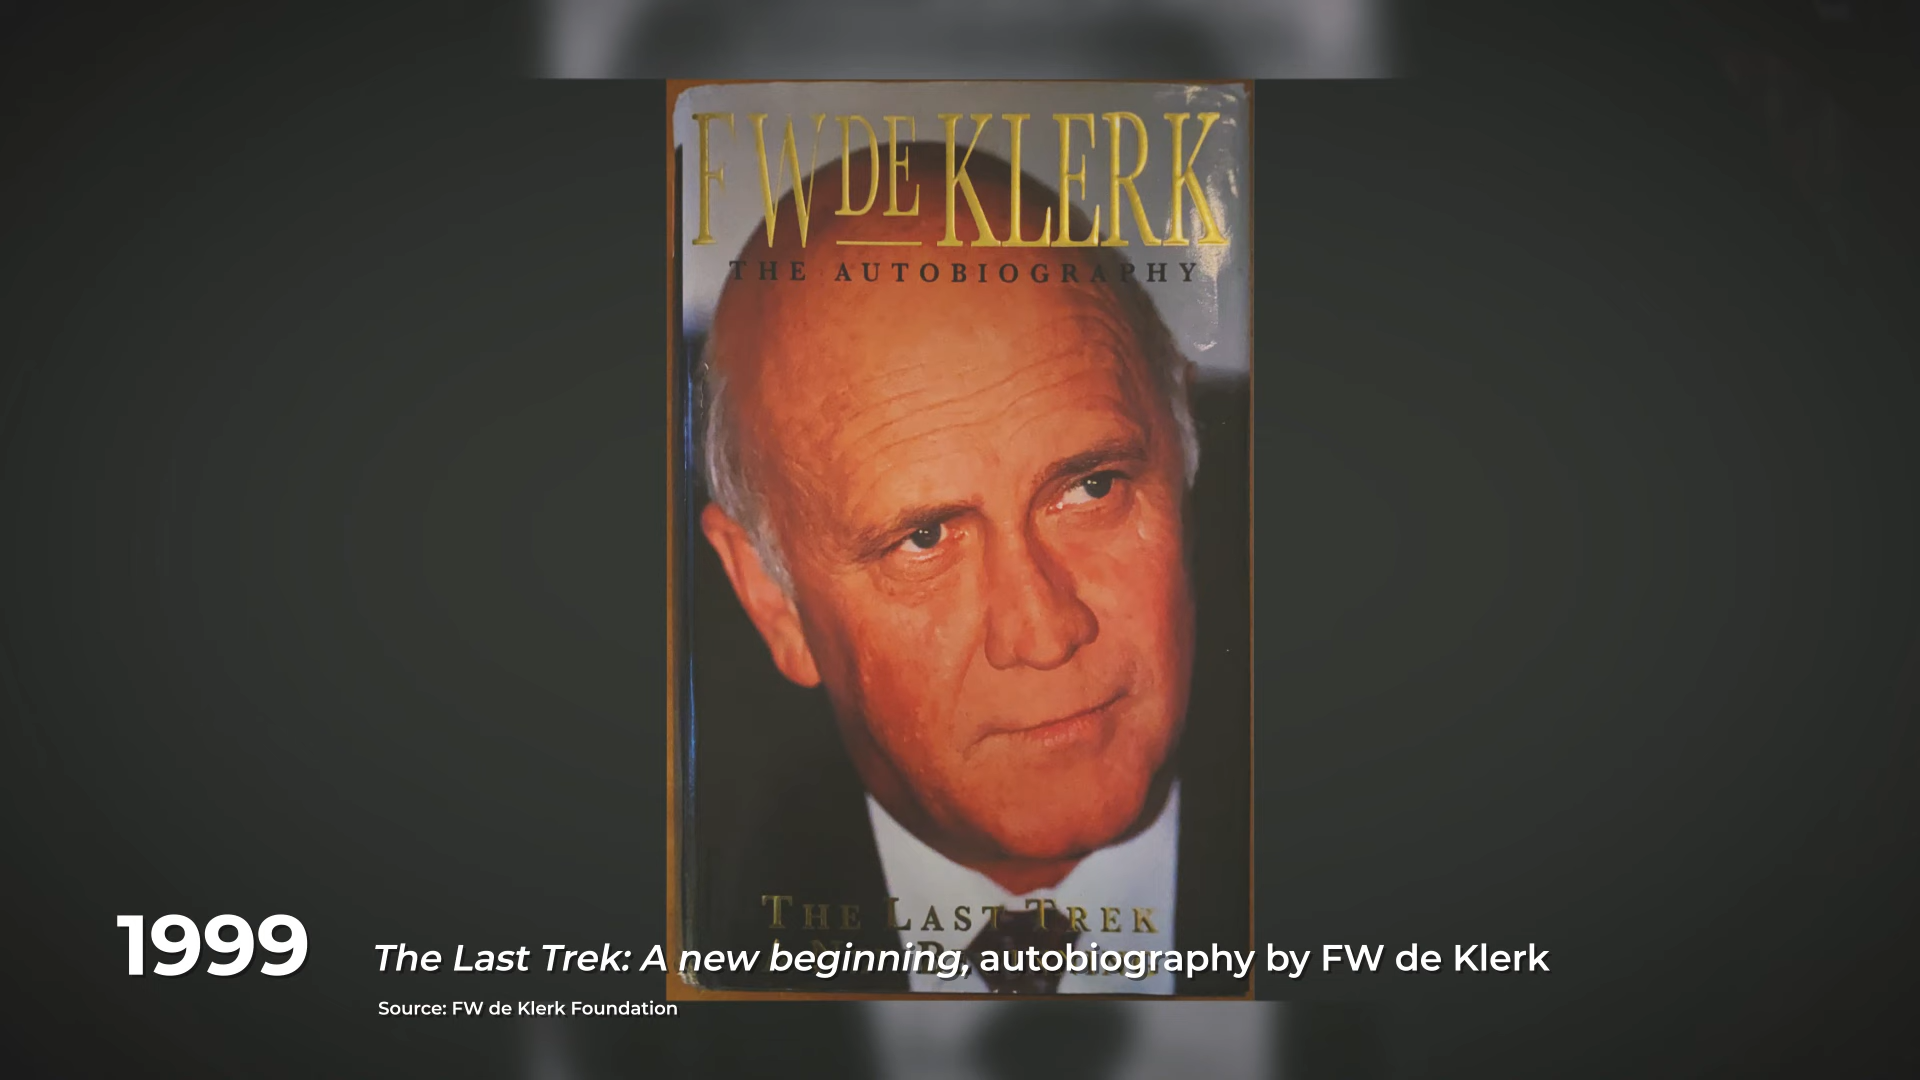 FW DE KLERK
THE AUTOBIOGRAPHY
THE LAST TREK
1999
The Last Trek: A new beginning, autobiography by FW de Klerk
Source: FW de Klerk Foundation